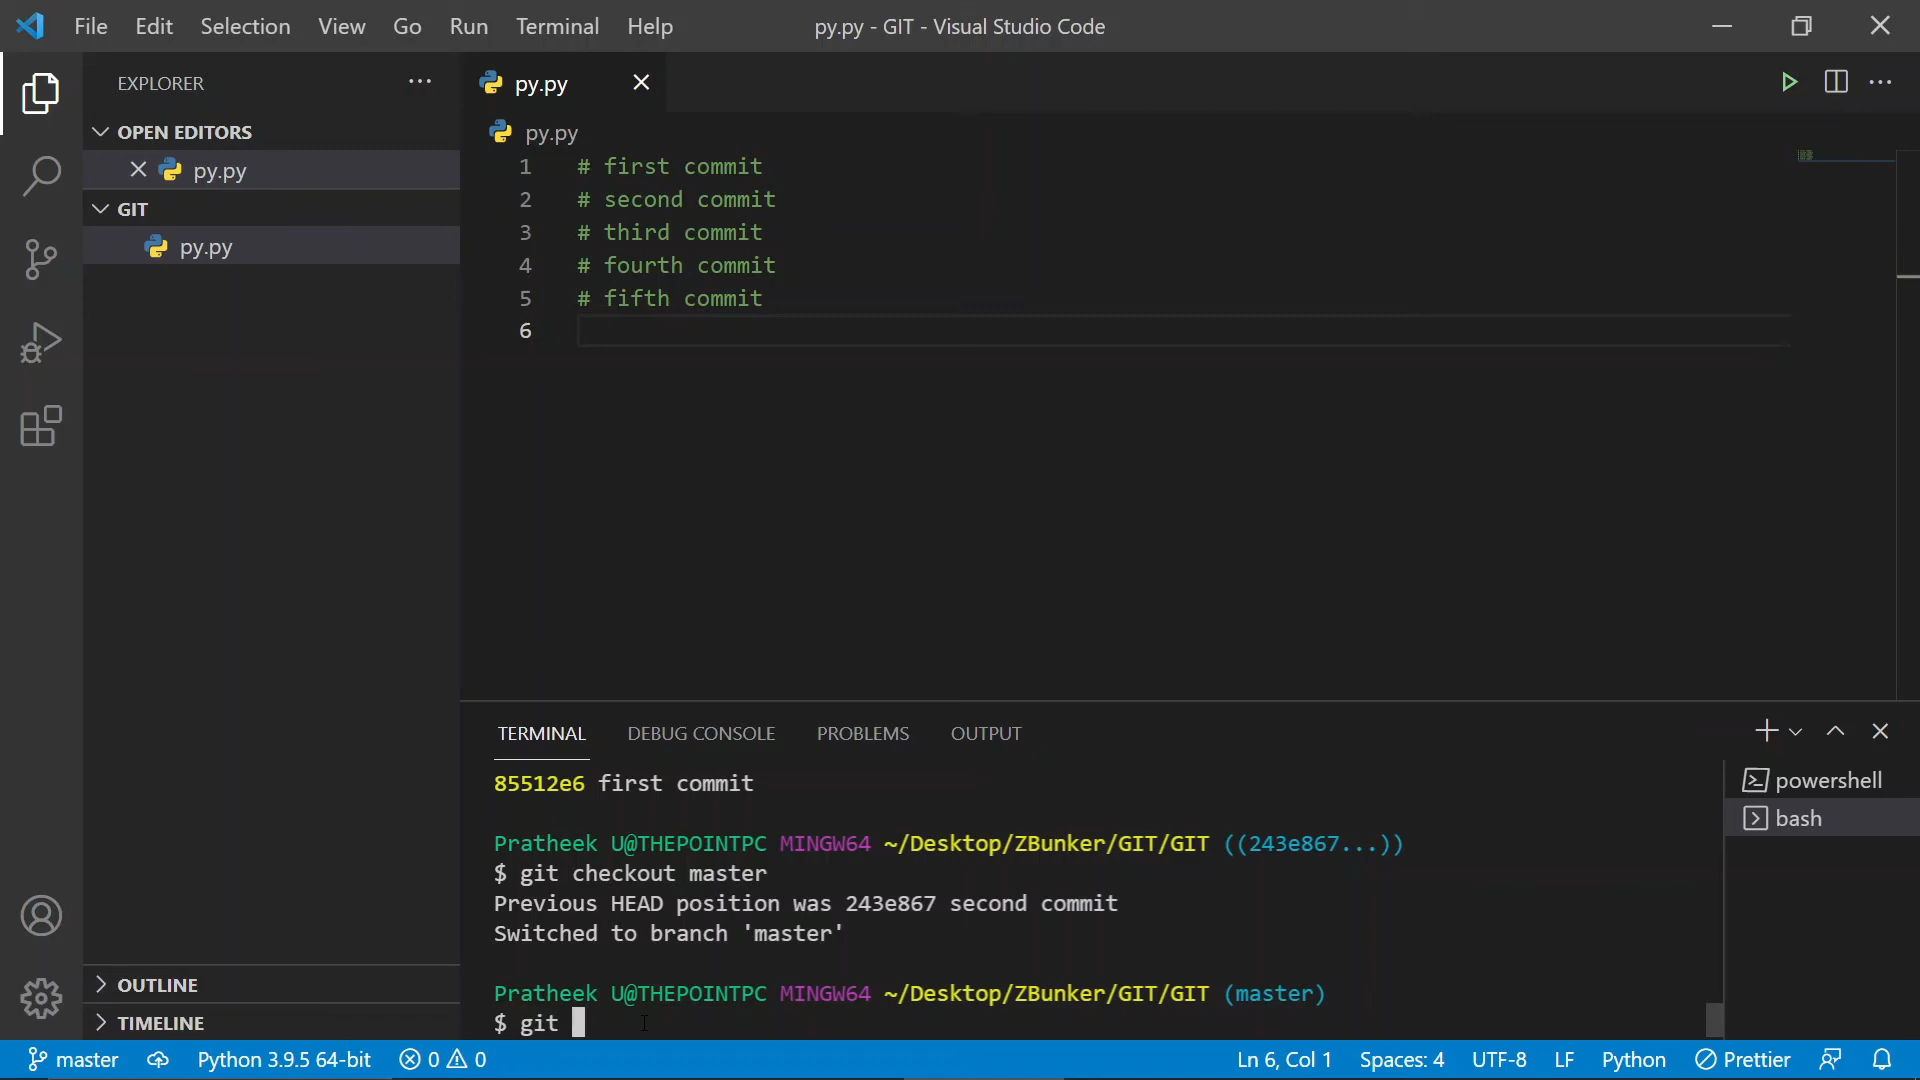 File Edit Selection View Go Run Terminal Help
py.py - GIT - Visual Studio Code
EXPLORER
OPEN EDITORS
py.py
GIT
py.py
OUTLINE
TIMELINE
py.py
py.py
1 # first commit
2 # second commit
3 # third commit
4 # fourth commit
5 # fifth commit
6
TERMINAL DEBUG CONSOLE PROBLEMS OUTPUT
85512e6 first commit
Pratheek U@THEPOINTPC MINGW64 ~/Desktop/ZBunker/GIT/GIT ((243e867...))
$ git checkout master
Previous HEAD position was 243e867 second commit
Switched to branch 'master'
Pratheek U@THEPOINTPC MINGW64 ~/Desktop/ZBunker/GIT/GIT (master)
$ git
powershell
bash
master Python 3.9.5 64-bit 0 0 Ln 6, Col 1 Spaces: 4 UTF-8 LF Python Prettier